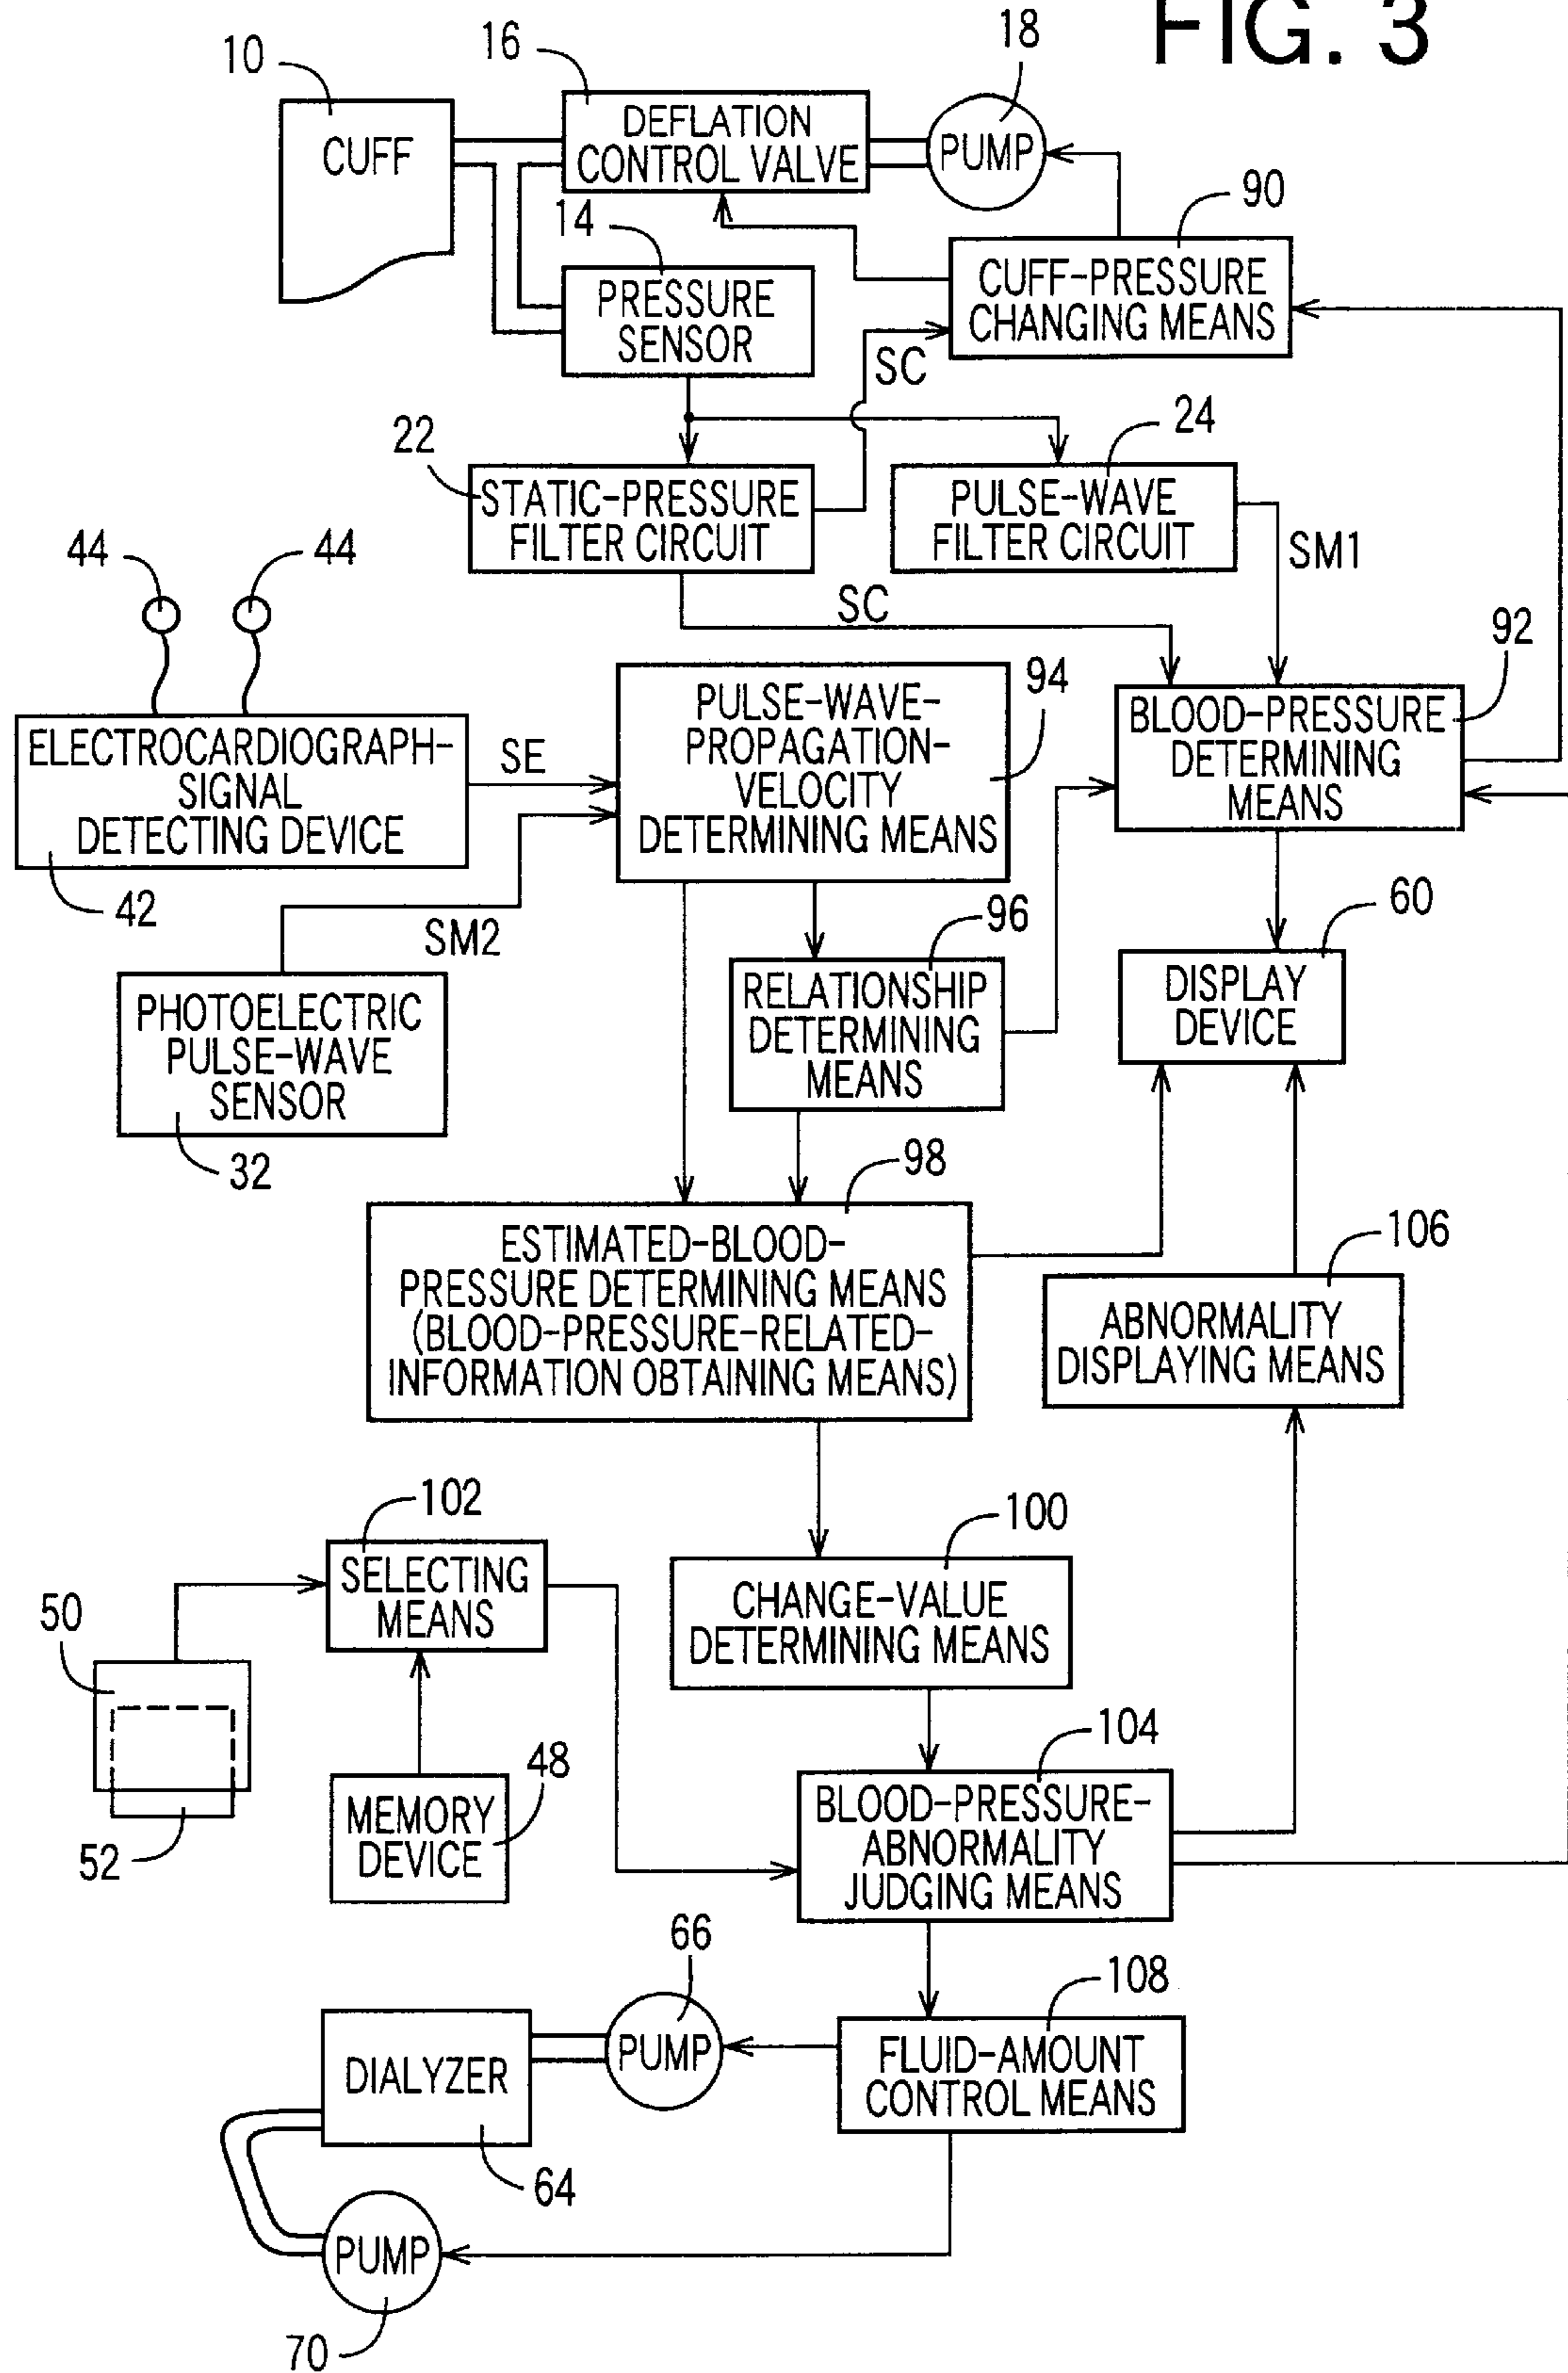 FIG. 3
10
16
18
CUFF
DEFLATION
CONTROL VALVE
PUMP
14
90
PRESSURE
SENSOR
CUFF-PRESSURE
CHANGING MEANS
SC
22
24
STATIC-PRESSURE
FILTER CIRCUIT
PULSE-WAVE
FILTER CIRCUIT
44
44
SM1
SC
92
94
PULSE-WAVE-
PROPAGATION-
VELOCITY
DETERMINING MEANS
BLOOD-PRESSURE
DETERMINING
MEANS
ELECTROCARDIOGRAPH-
SIGNAL
DETECTING DEVICE
SE
42
SM2
96
60
PHOTOELECTRIC
PULSE-WAVE
SENSOR
RELATIONSHIP
DETERMINING
MEANS
DISPLAY
DEVICE
32
98
ESTIMATED-BLOOD-
PRESSURE DETERMINING MEANS
(BLOOD-PRESSURE-RELATED-
INFORMATION OBTAINING MEANS)
106
ABNORMALITY
DISPLAYING MEANS
102
100
SELECTING
MEANS
CHANGE-VALUE
DETERMINING MEANS
50
52
48
MEMORY
DEVICE
104
BLOOD-PRESSURE-
ABNORMALITY
JUDGING MEANS
66
108
DIALYZER
PUMP
FLUID-AMOUNT
CONTROL MEANS
64
PUMP
70